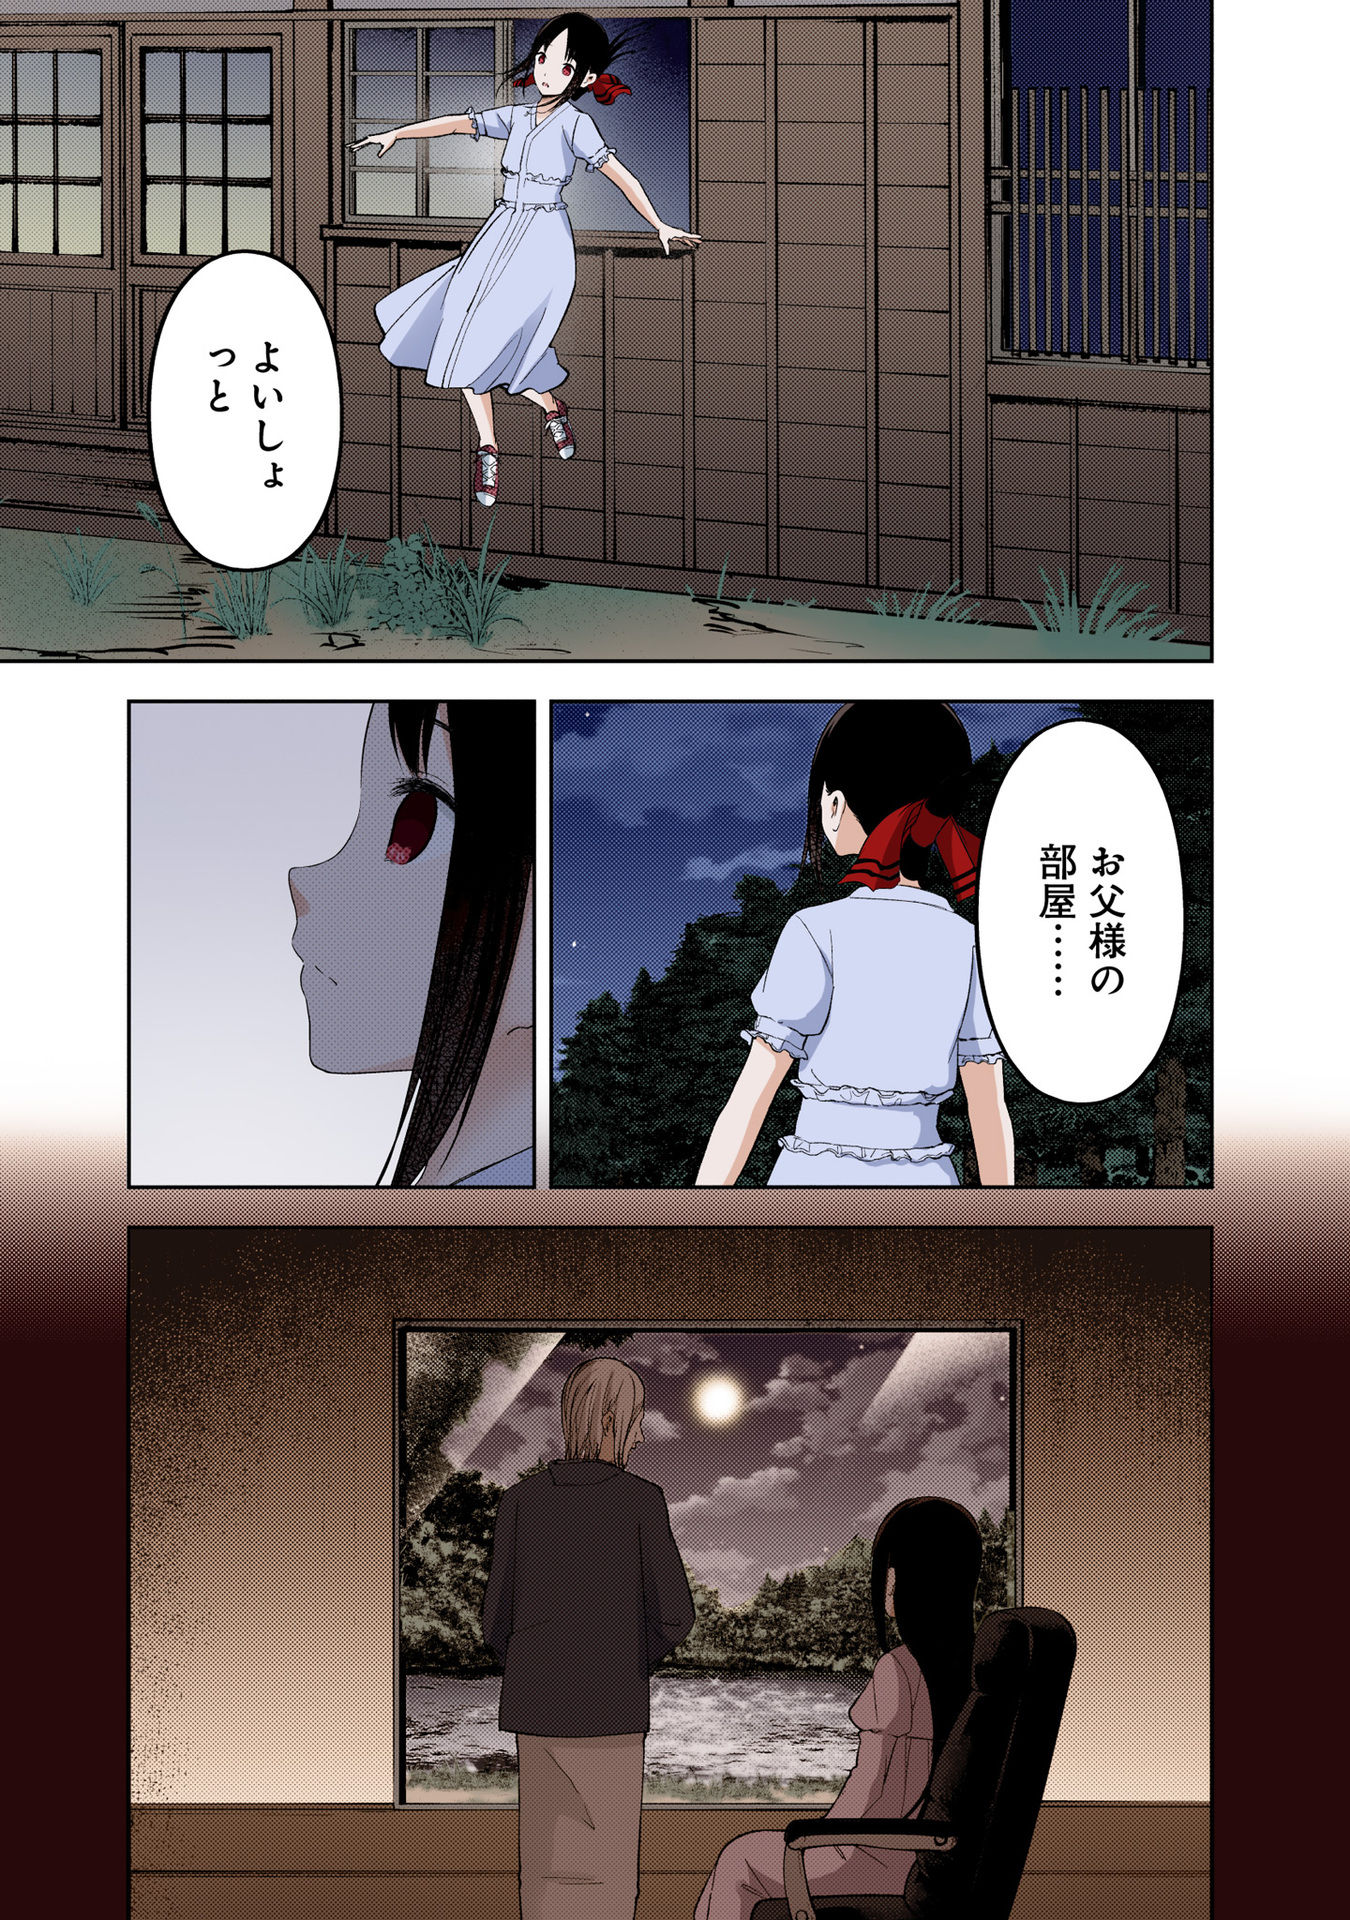 よいしょ
っと
お父様の
部屋……